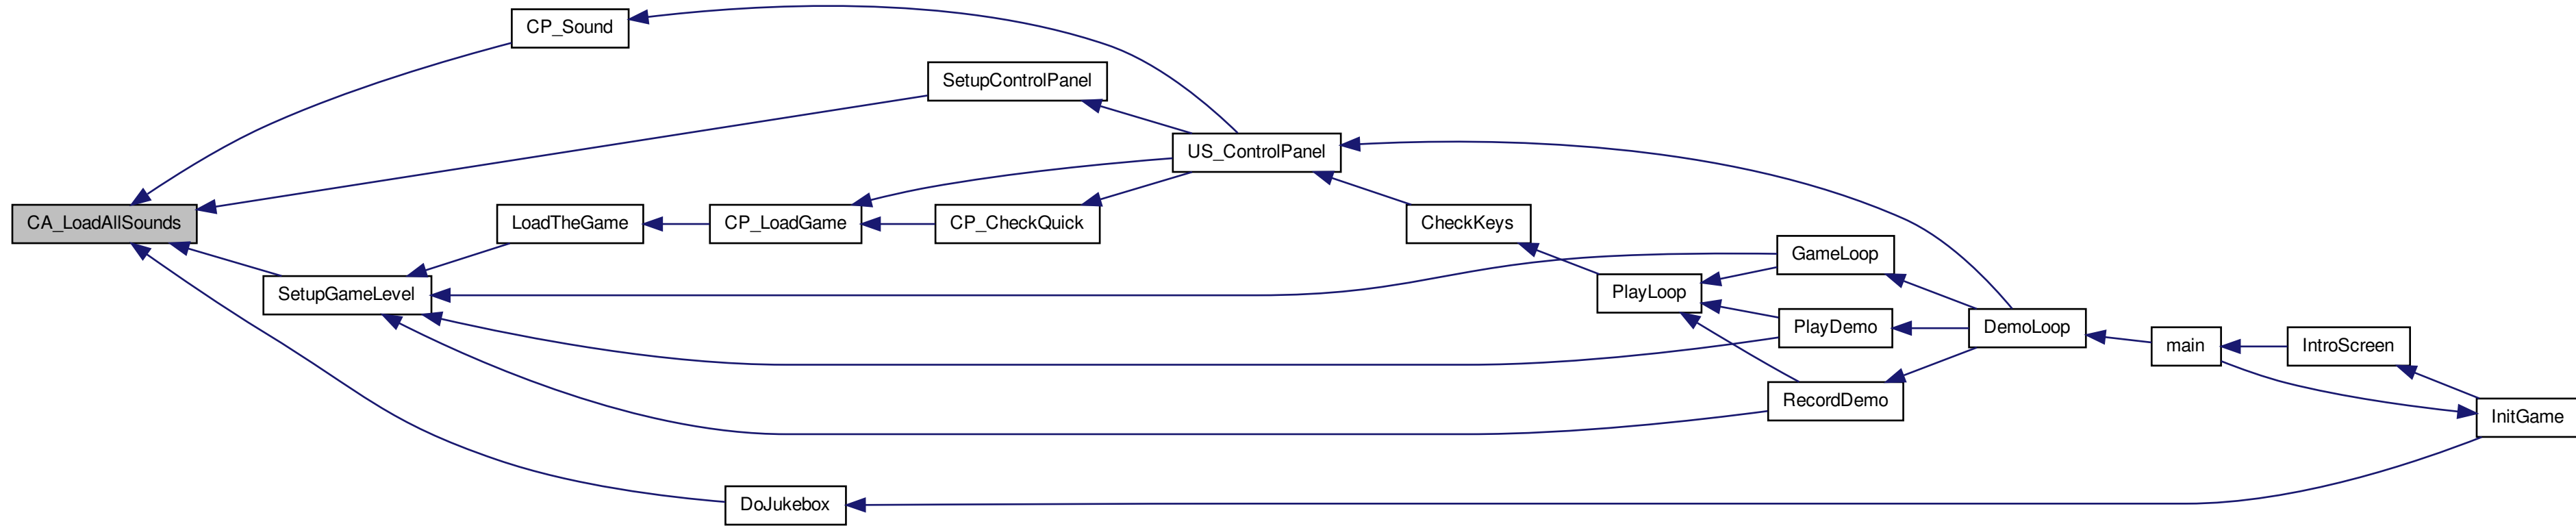 CP_Sound
SetupControlPanel
US_ControlPanel
CA_LoadAllSounds
LoadTheGame
CP_LoadGame
CP_CheckQuick
CheckKeys
GameLoop
SetupGameLevel
PlayLoop
PlayDemo
DemoLoop
main
IntroScreen
RecordDemo
InitGame
DoJukebox